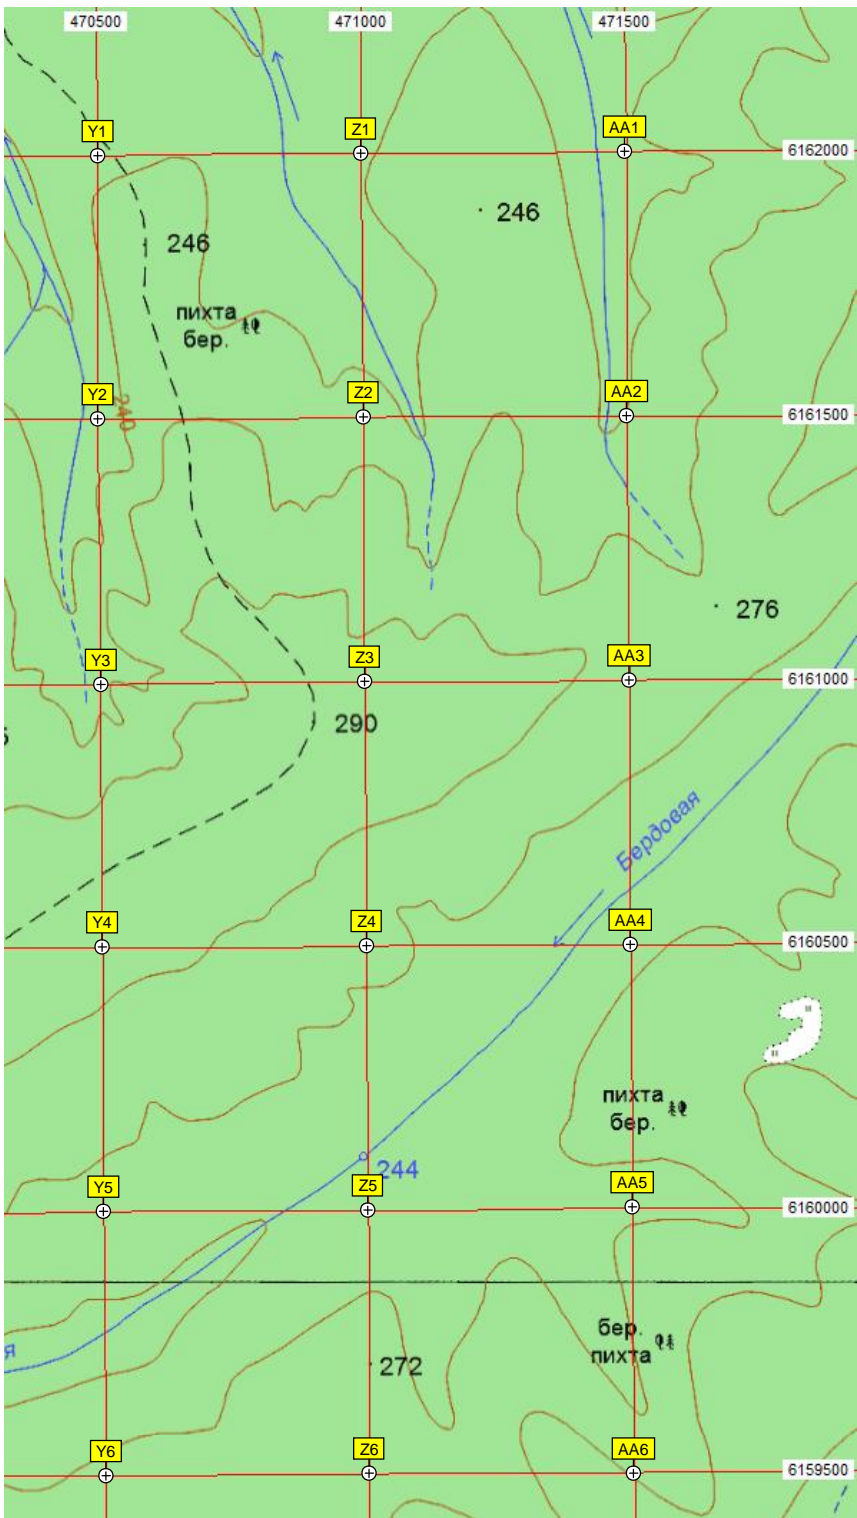 470500
471000
471500
Y1
Z1
AA1
6162000
246
246
пихта
бер.
Y2
Z2
AA2
240
6161500
276
Y3
Z3
AA3
6161000
290
Бердовая
Y4
Z4
AA4
6160500
пихта
бер.
244
Y5
Z5
AA5
6160000
бер.
пихта
я
272
Y6
Z6
AA6
6159500